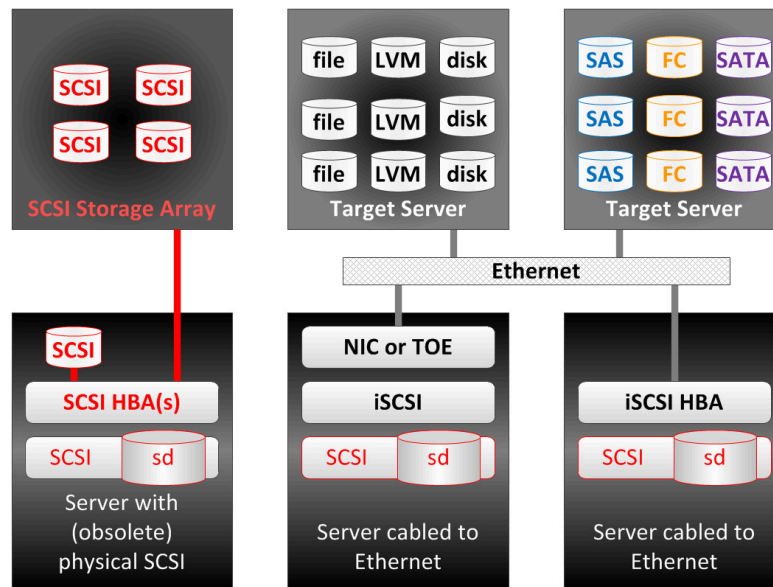 SCSI SCSI
SCSI SCSI
SCSI Storage Array
file LVM disk
file LVM disk
file LVM disk
Target Server
SAS FC SATA
SAS FC SATA
SAS FC SATA
Target Server
Ethernet
SCSI
SCSI HBA(s)
SCSI sd
Server with
(obsolete)
physical SCSI
NIC or TOE
iSCSI
SCSI sd
Server cabled to
Ethernet
iSCSI HBA
SCSI sd
Server cabled to
Ethernet